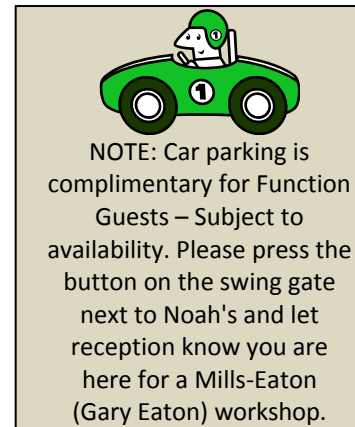 1
1
NOTE: Car parking is
complimentary for Function
Guests – Subject to
availability. Please press the
button on the swing gate
next to Noah's and let
reception know you are
here for a Mills-Eaton
(Gary Eaton) workshop.